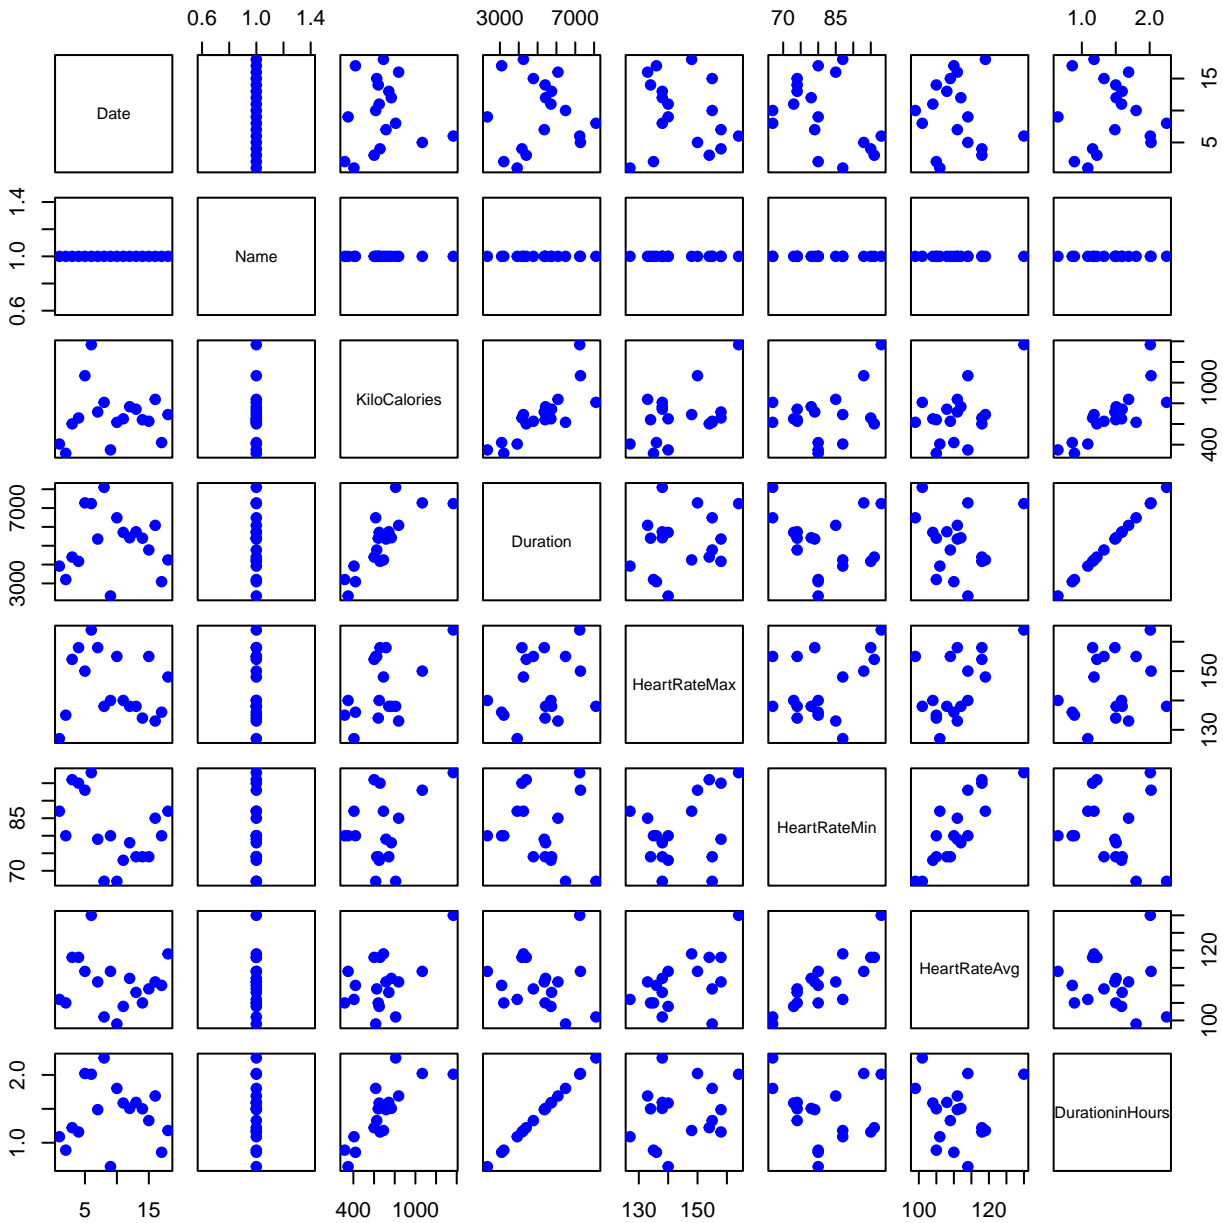 0.6 1.0 1.4 3000 7000 70 85 1.0 2.0
Date 5 15
0.6 1.0 1.4 Name
KiloCalories 400 1000
3000 7000 Duration
HeartRateMax 130 150
70 85 HeartRateMin
HeartRateAvg 100 120
1.0 2.0 DurationinHours
5 15 400 1000 130 150 100 120